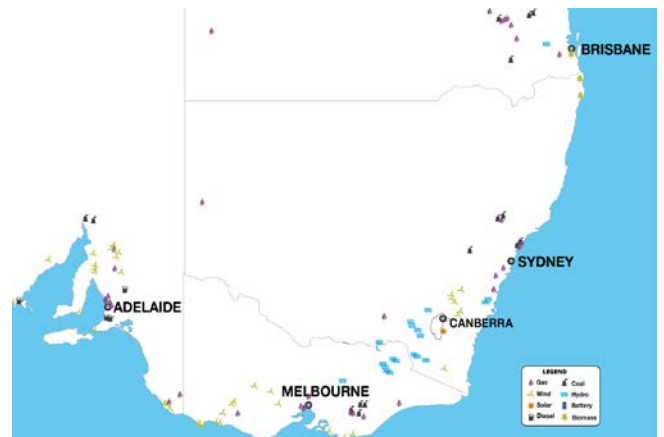 BRISBANE
SYDNEY
ADELAIDE
CANBERRA
MELBOURNE
LEGEND
Gas Coal
Wind Hydro
Solar Battery
Diesel Biomass